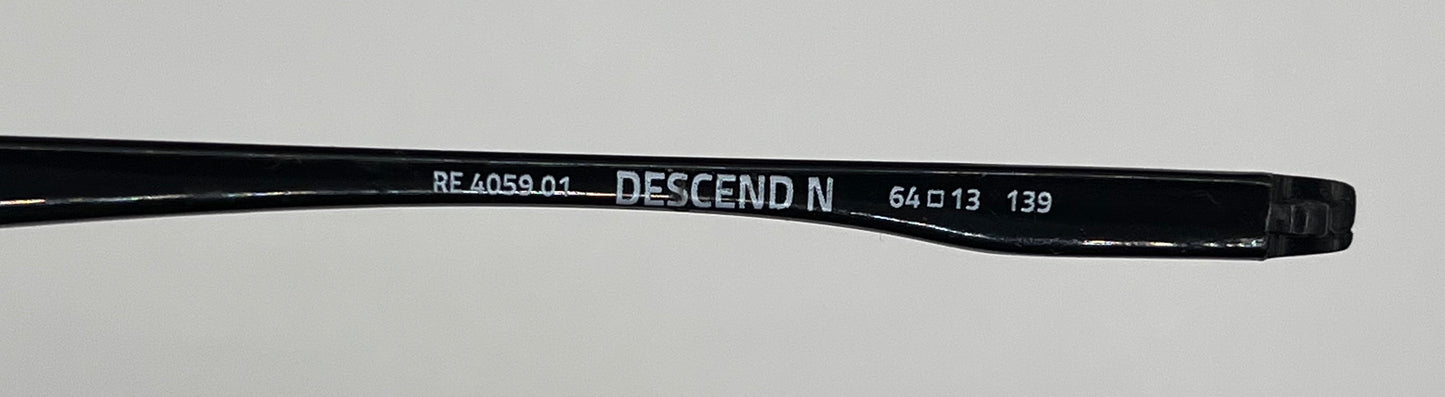 RE 4059 01 DESCEND N 64□13 139